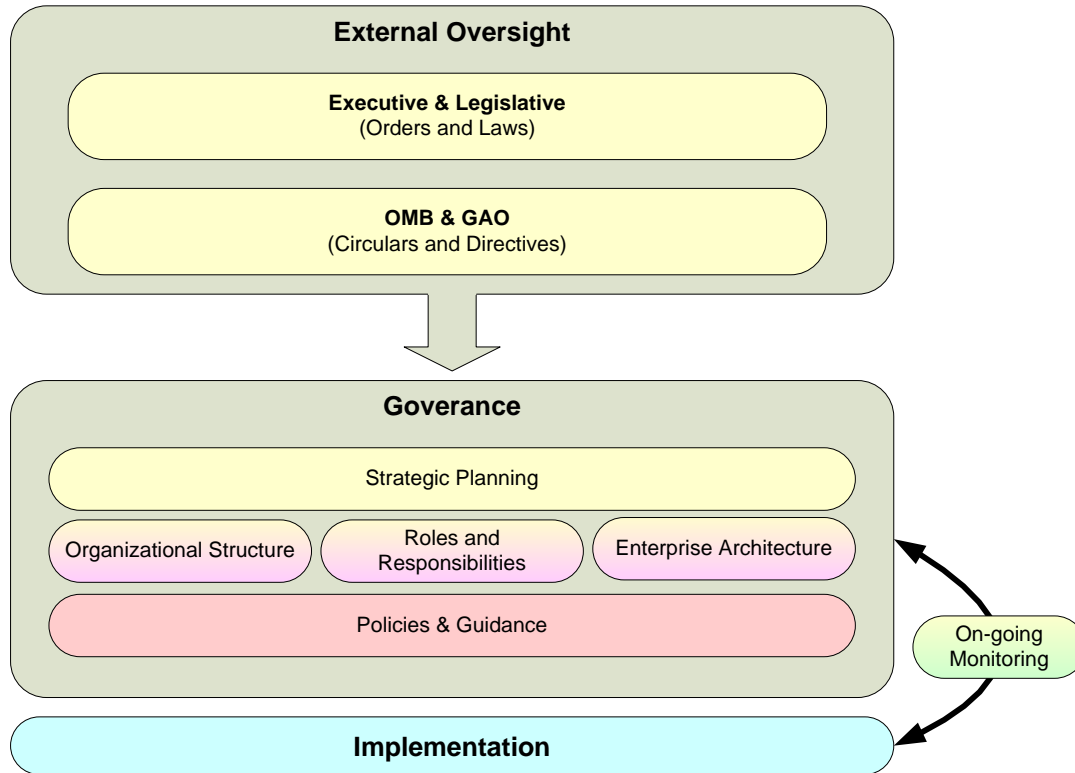 External Oversight
Executive & Legislative
(Orders and Laws)
OMB & GAO
(Circulars and Directives)
Goverance
Strategic Planning
Organizational Structure
Roles and
Responsibilities
Enterprise Architecture
Policies & Guidance
On-going
Monitoring
Implementation